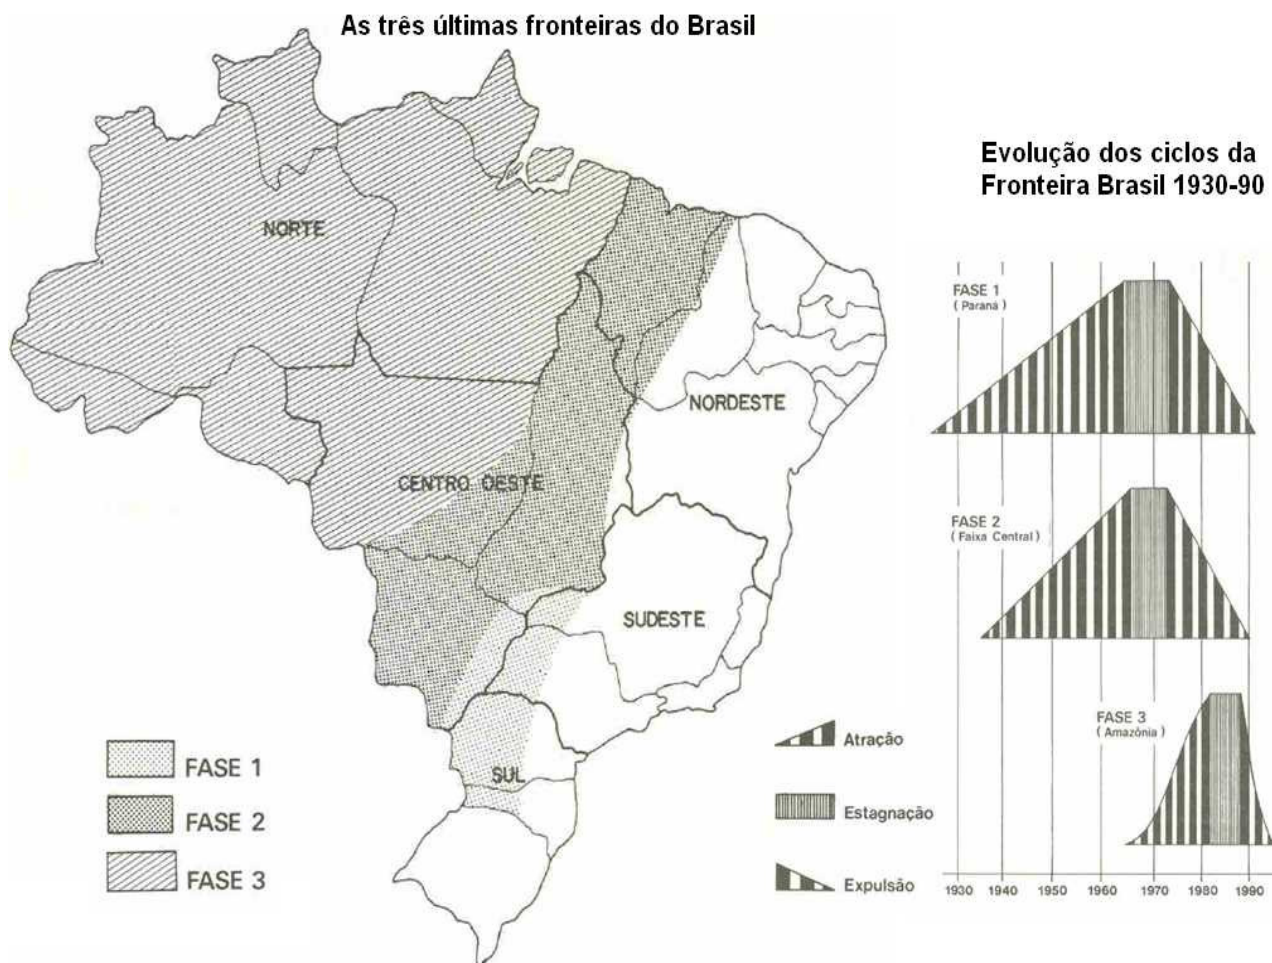 As três últimas fronteiras do Brasil
NORTE
NORDESTE
CENTRO OESTE
SUDESTE
SUL
FASE 1
FASE 2
FASE 3
Evolução dos ciclos da
Fronteira Brasil 1930-90
FASE 1
(Paraná)
FASE 2
(Faixa Central)
FASE 3
(Amazônia)
Atração
Estagnação
Expulsão
1930 1940 1950 1960 1970 1980 1990